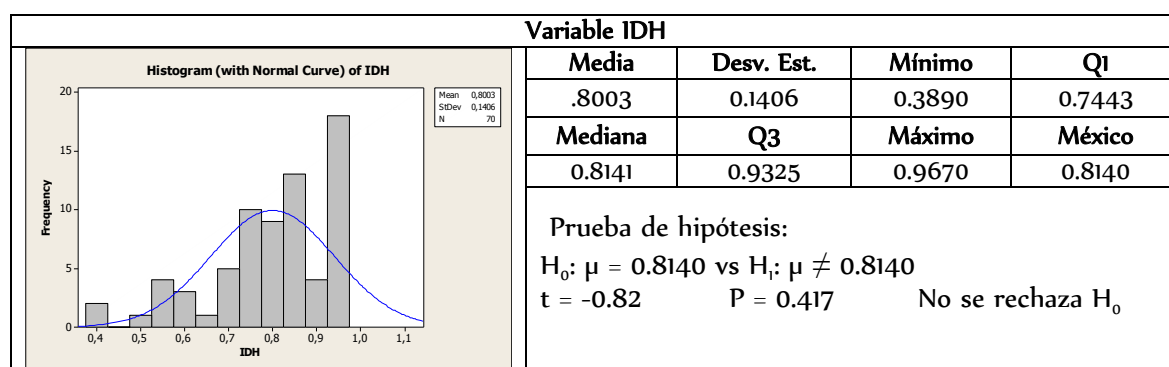 Variable IDH
Histogram (with Normal Curve) of IDH
Mean 0,8003
StDev 0,1406
N 70
Frequency
20
15
10
5
0
0,4 0,5 0,6 0,7 0,8 0,9 1,0 1,1
IDH
Media Desv. Est. Mínimo Q1
.8003 0.1406 0.3890 0.7443
Mediana Q3 Máximo México
0.8141 0.9325 0.9670 0.8140
Prueba de hipótesis:
H₀: μ = 0.8140 vs H₁: μ ≠ 0.8140
t = -0.82 P = 0.417 No se rechaza H₀